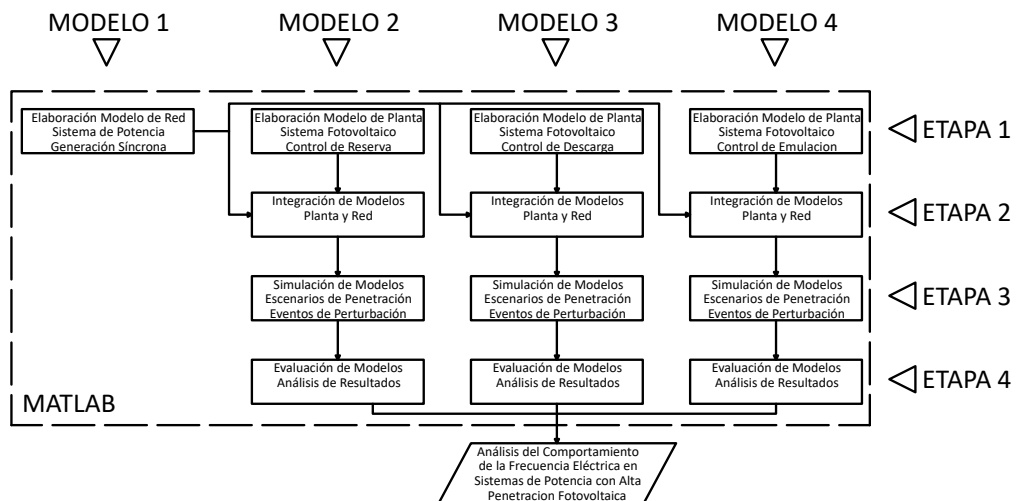 MODELO 1
MODELO 2
MODELO 3
MODELO 4
Elaboración Modelo de Red
Sistema de Potencia
Generación Síncrona
Elaboración Modelo de Planta
Sistema Fotovoltaico
Control de Reserva
Elaboración Modelo de Planta
Sistema Fotovoltaico
Control de Descarga
Elaboración Modelo de Planta
Sistema Fotovoltaico
Control de Emulacion
ETAPA 1
Integración de Modelos
Planta y Red
Integración de Modelos
Planta y Red
Integración de Modelos
Planta y Red
ETAPA 2
Simulación de Modelos
Escenarios de Penetración
Eventos de Perturbación
Simulación de Modelos
Escenarios de Penetración
Eventos de Perturbación
Simulación de Modelos
Escenarios de Penetración
Eventos de Perturbación
ETAPA 3
Evaluación de Modelos
Análisis de Resultados
Evaluación de Modelos
Análisis de Resultados
Evaluación de Modelos
Análisis de Resultados
ETAPA 4
MATLAB
Análisis del Comportamiento
de la Frecuencia Eléctrica en
Sistemas de Potencia con Alta
Penetracion Fotovoltaica